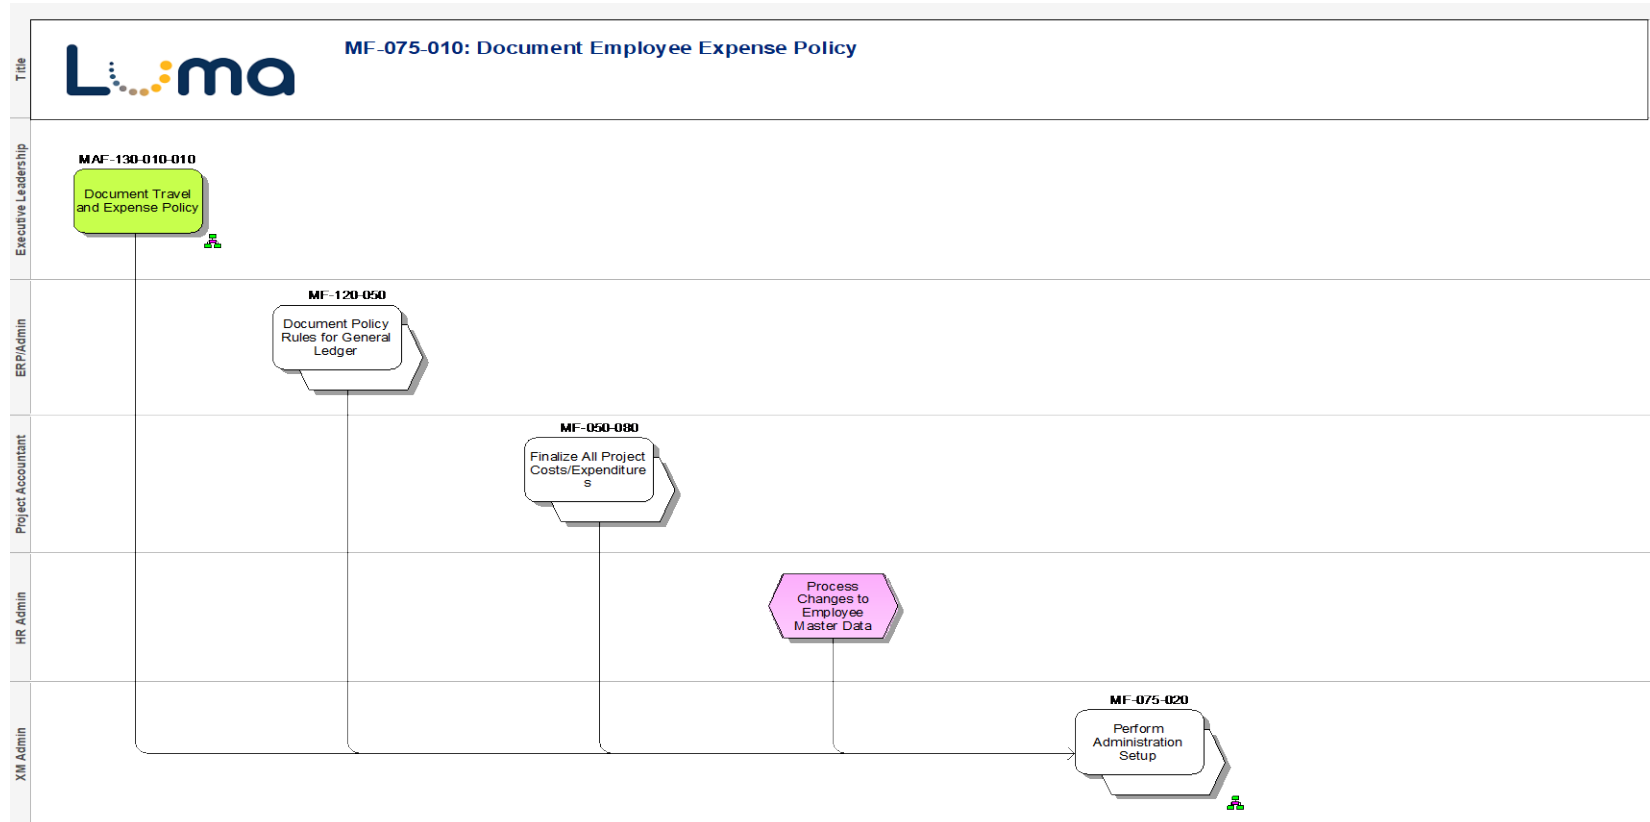 Title
Luma
MF-075-010: Document Employee Expense Policy
Executive Leadership
MAF-130-010-010
Document Travel
and Expense Policy
ERP/Admin
MF-120-050
Document Policy
Rules for General
Ledger
Project Accountant
MF-050-080
Finalize All Project
Costs/Expenditure
s
HR Admin
Process
Changes to
Employee
Master Data
XM Admin
MF-075-020
Perform
Administration
Setup